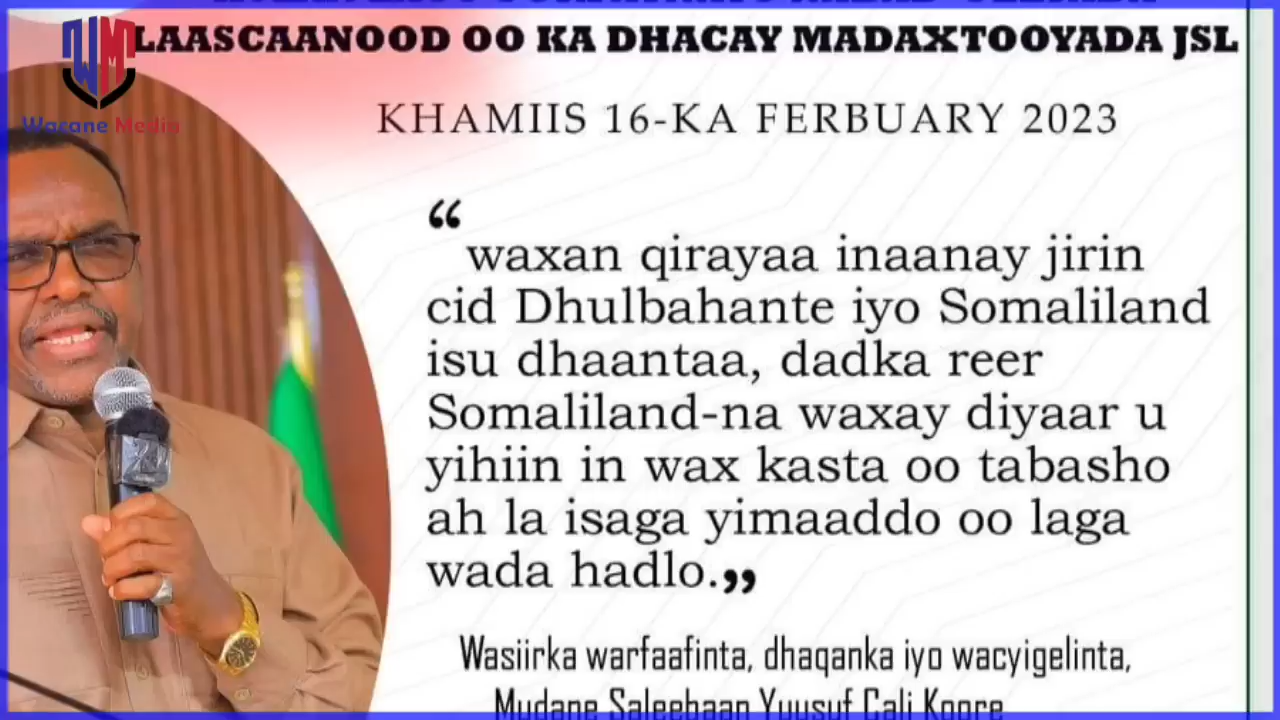 LAASCAANOOD OO KA DHACAY MADAXTOOYADA JSL
Wacane Media
KHAMIIS 16-KA FERBUARY 2023
“
waxan qirayaa inaanay jirin
cid Dhulbahante iyo Somaliland
isu dhaantaa, dadka reer
Somaliland-na waxay diyaar u
yihiin in wax kasta oo tabasho
ah la isaga yimaaddo oo laga
wada hadlo.”
Wasiirka warfaafinta, dhaqanka iyo wacyigelinta,
Mudane Saleebaan Yuusuf Cali Koore